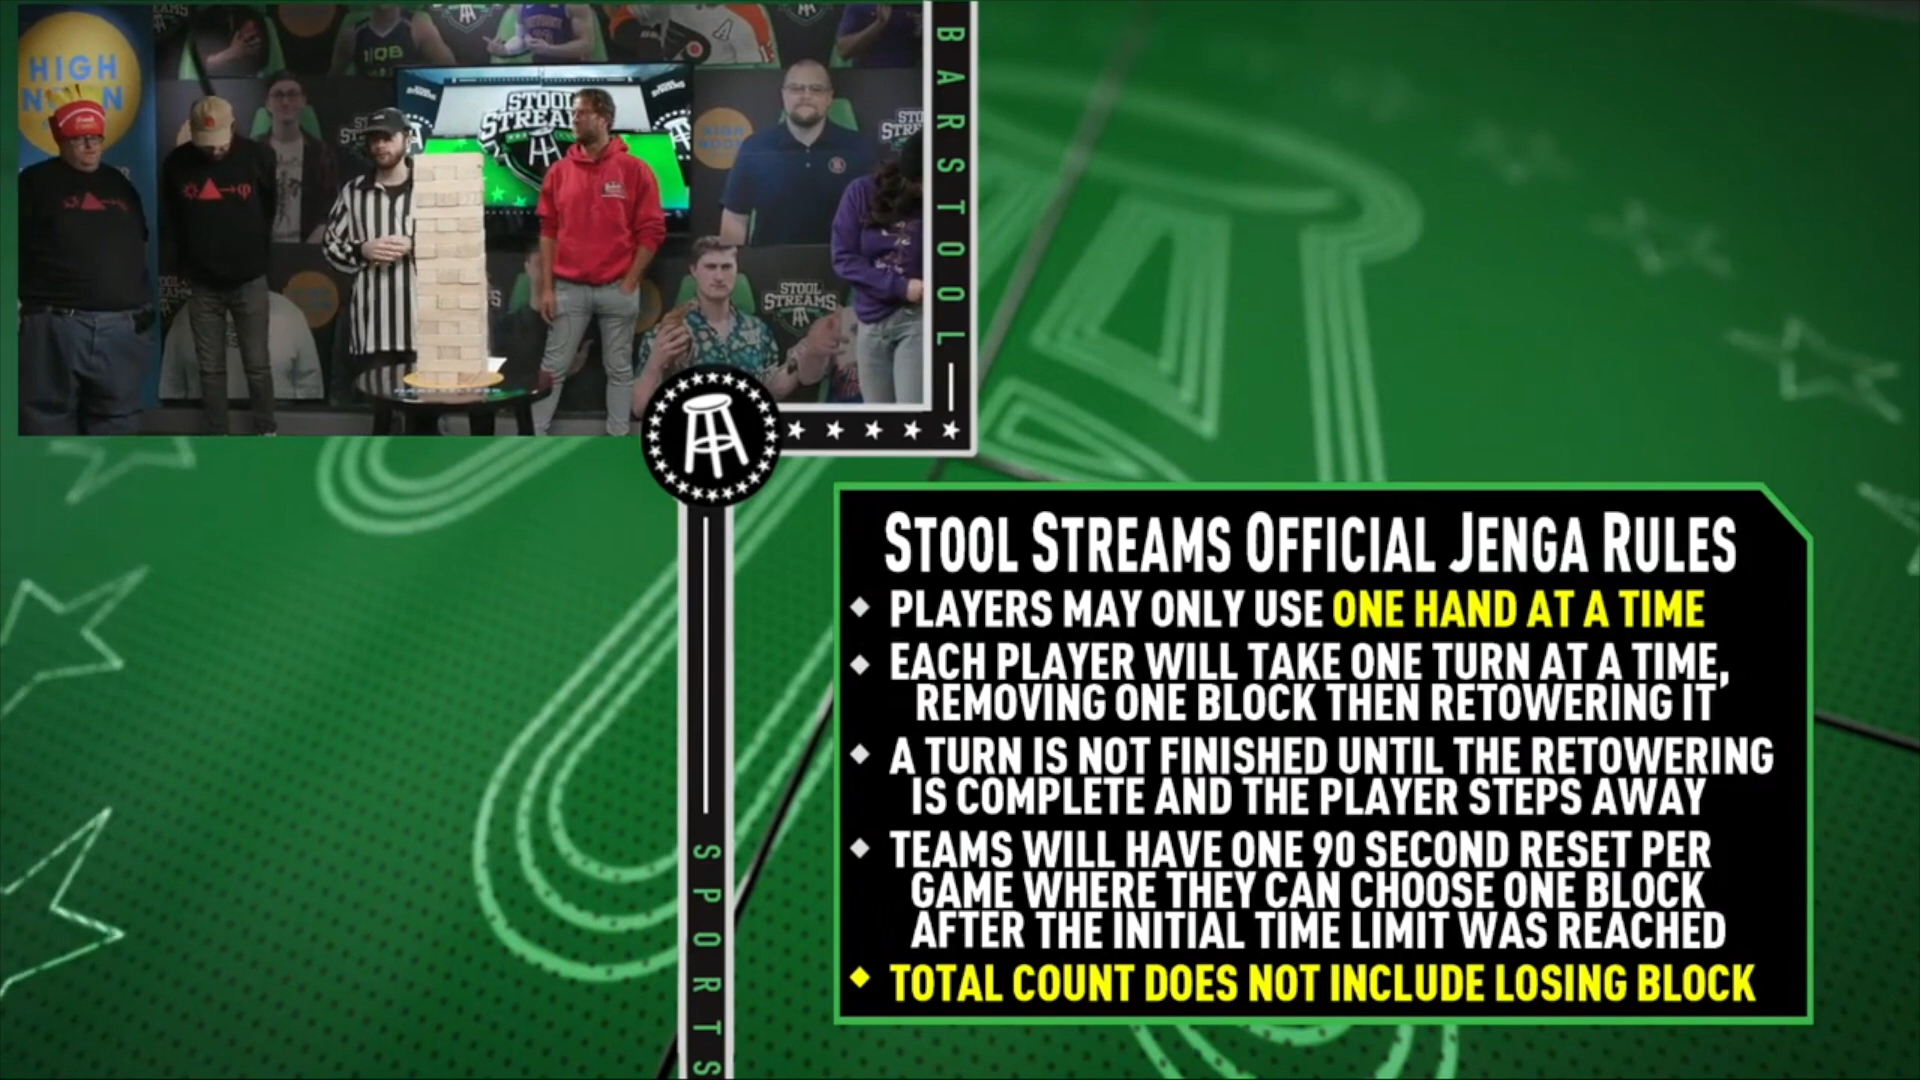 HIGH
NOON
STOOL
STREAMS
HIGH
NOON
STOOL
STREAMS
BARSTOOL
SPORTS
STOOL STREAMS OFFICIAL JENGA RULES
PLAYERS MAY ONLY USE ONE HAND AT A TIME
EACH PLAYER WILL TAKE ONE TURN AT A TIME,
REMOVING ONE BLOCK THEN RETOWERING IT
A TURN IS NOT FINISHED UNTIL THE RETOWERING
IS COMPLETE AND THE PLAYER STEPS AWAY
TEAMS WILL HAVE ONE 90 SECOND RESET PER
GAME WHERE THEY CAN CHOOSE ONE BLOCK
AFTER THE INITIAL TIME LIMIT WAS REACHED
TOTAL COUNT DOES NOT INCLUDE LOSING BLOCK